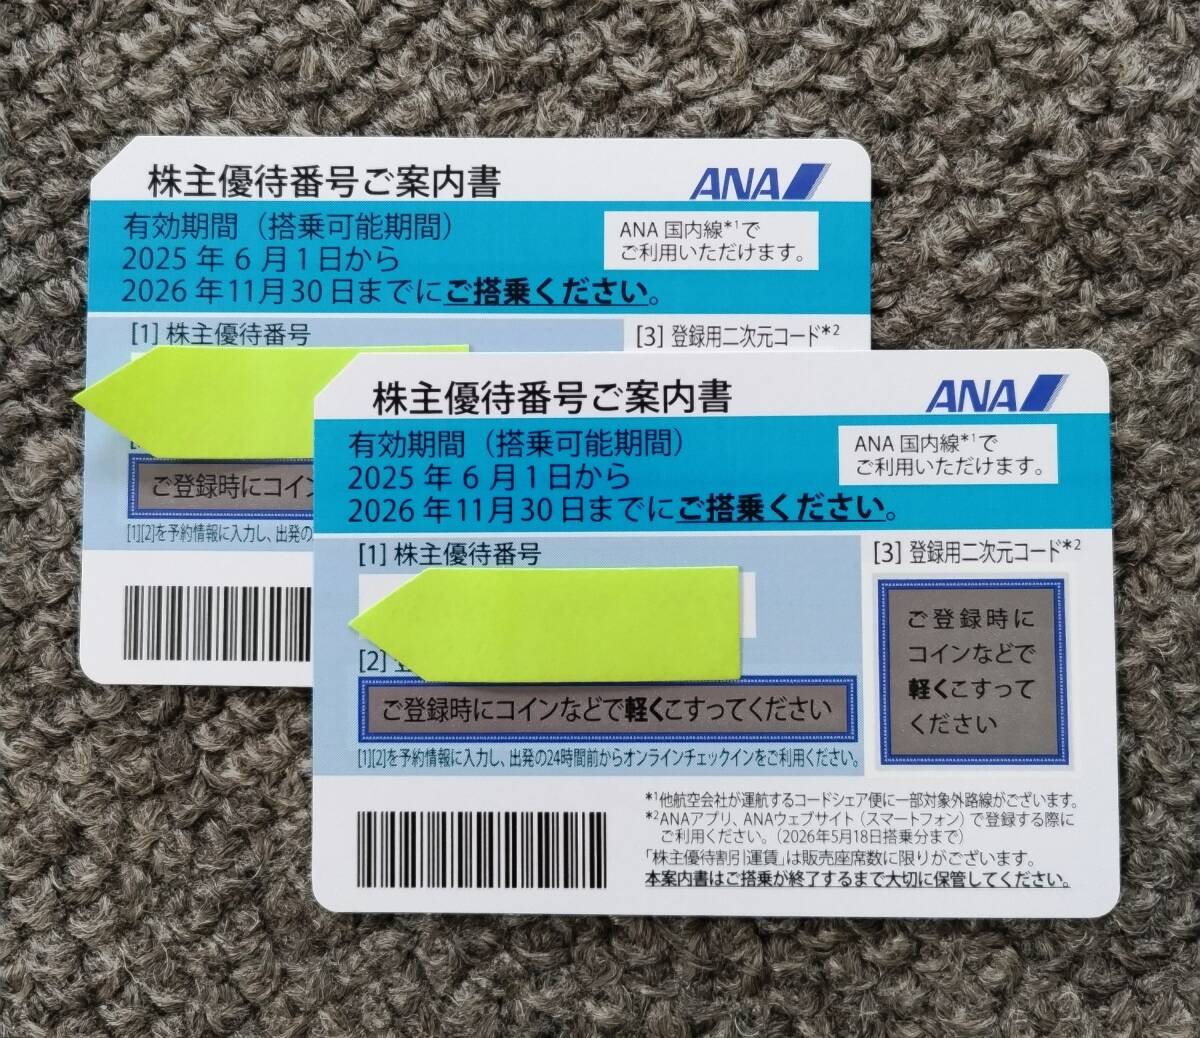 株主優待番号ご案内書
ANA
有効期間（搭乗可能期間）
2025 年 6 月 1 日から
2026 年 11 月 30 日までにご搭乗ください。
ANA 国内線*1で
ご利用いただけます。
[1] 株主優待番号
[3] 登録用二次元コード*2
ご登録時にコイン
[1][2]を予約情報に入力し、出発の
株主優待番号ご案内書
ANA
有効期間（搭乗可能期間）
2025 年 6 月 1 日から
2026 年 11 月 30 日までにご搭乗ください。
ANA 国内線*1で
ご利用いただけます。
[1] 株主優待番号
[2]
ご登録時にコインなどで軽くこすってください
[1][2]を予約情報に入力し、出発の24時間前からオンラインチェックインをご利用ください。
[3] 登録用二次元コード*2
ご登録時に
コインなどで
軽くこすって
ください
*1他航空会社が運航するコードシェア便に一部対象外路線がございます。
*2ANAアプリ、ANAウェブサイト（スマートフォン）で登録する際に
ご利用ください。（2026年5月18日搭乗分まで）
「株主優待割引運賃」は販売座席数に限りがございます。
本案内書はご搭乗が終了するまで大切に保管してください。